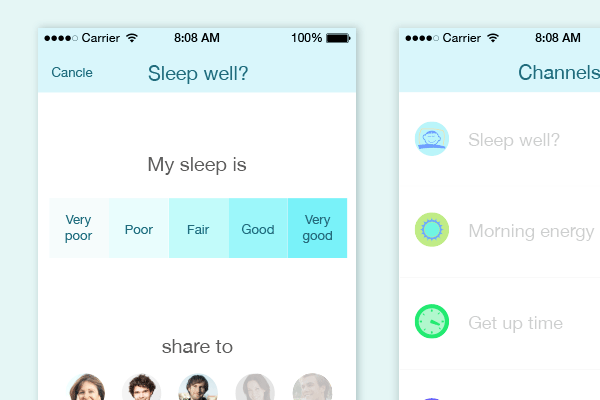 Carrier 8:08 AM 100%
Cancle Sleep well?
My sleep is
Very poor Poor Fair Good Very good
share to
Carrier 8:08 AM
Channels
Sleep well?
Morning energy
Get up time